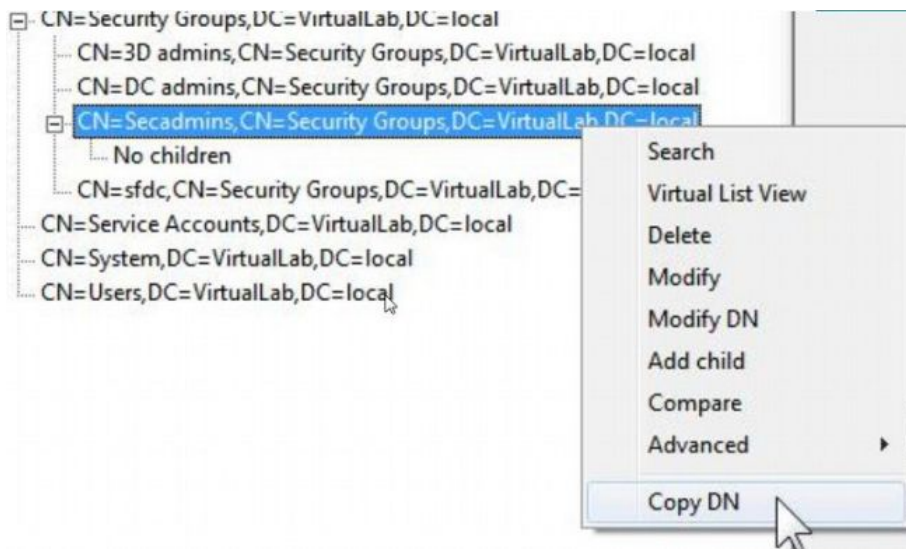 CN=Security Groups,DC=VirtualLab,DC=local
CN=3D admins,CN=Security Groups,DC=VirtualLab,DC=local
CN=DC admins,CN=Security Groups,DC=VirtualLab,DC=local
CN=Secadmins,CN=Security Groups,DC=VirtualLab,DC=local
No children
CN=sfdc,CN=Security Groups,DC=VirtualLab,DC=
CN=Service Accounts,DC=VirtualLab,DC=local
CN=System,DC=VirtualLab,DC=local
CN=Users,DC=VirtualLab,DC=local
Search
Virtual List View
Delete
Modify
Modify DN
Add child
Compare
Advanced
Copy DN